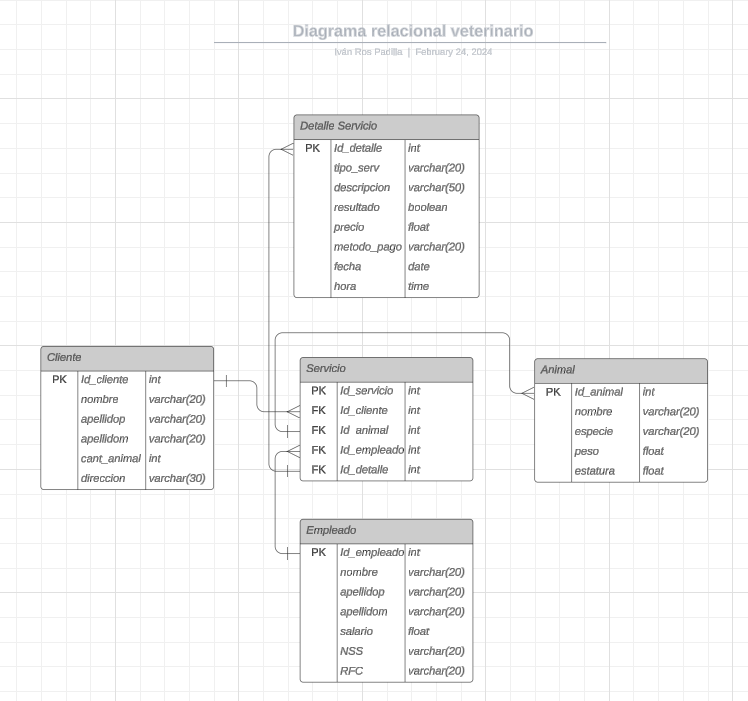 Diagrama relacional veterinario
Iván Ros Padilla | February 24, 2024
Detalle Servicio
PK Id_detalle int
tipo_serv varchar(20)
descripcion varchar(50)
resultado boolean
precio float
metodo_pago varchar(20)
fecha date
hora time
Cliente
PK Id_cliente int
nombre varchar(20)
apellidop varchar(20)
apellidom varchar(20)
cant_animal int
direccion varchar(30)
Servicio
PK Id_servicio int
FK Id_cliente int
FK Id_animal int
FK Id_empleado int
FK Id_detalle int
Animal
PK Id_animal int
nombre varchar(20)
especie varchar(20)
peso float
estatura float
Empleado
PK Id_empleado int
nombre varchar(20)
apellidop varchar(20)
apellidom varchar(20)
salario float
NSS varchar(20)
RFC varchar(20)